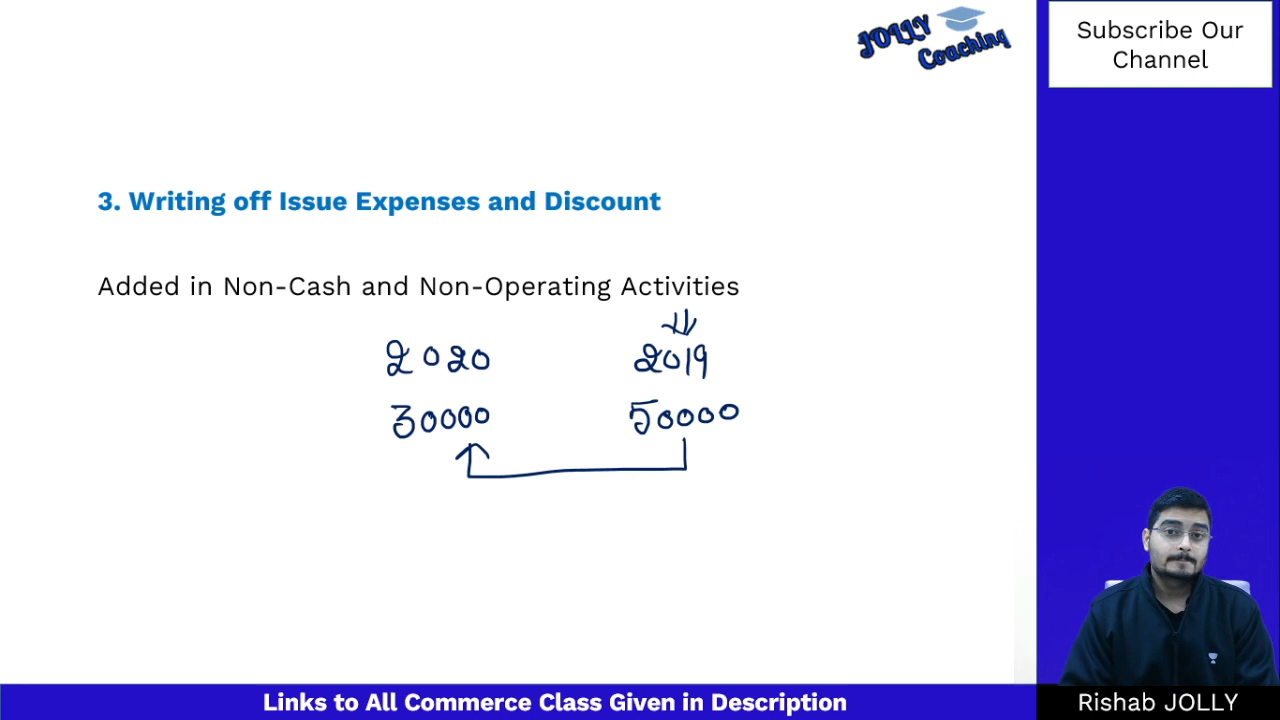 JOLLY
Coaching
Subscribe Our
Channel
3. Writing off Issue Expenses and Discount
Added in Non-Cash and Non-Operating Activities
2020 2019
30000 50000
Links to All Commerce Class Given in Description
Rishab JOLLY